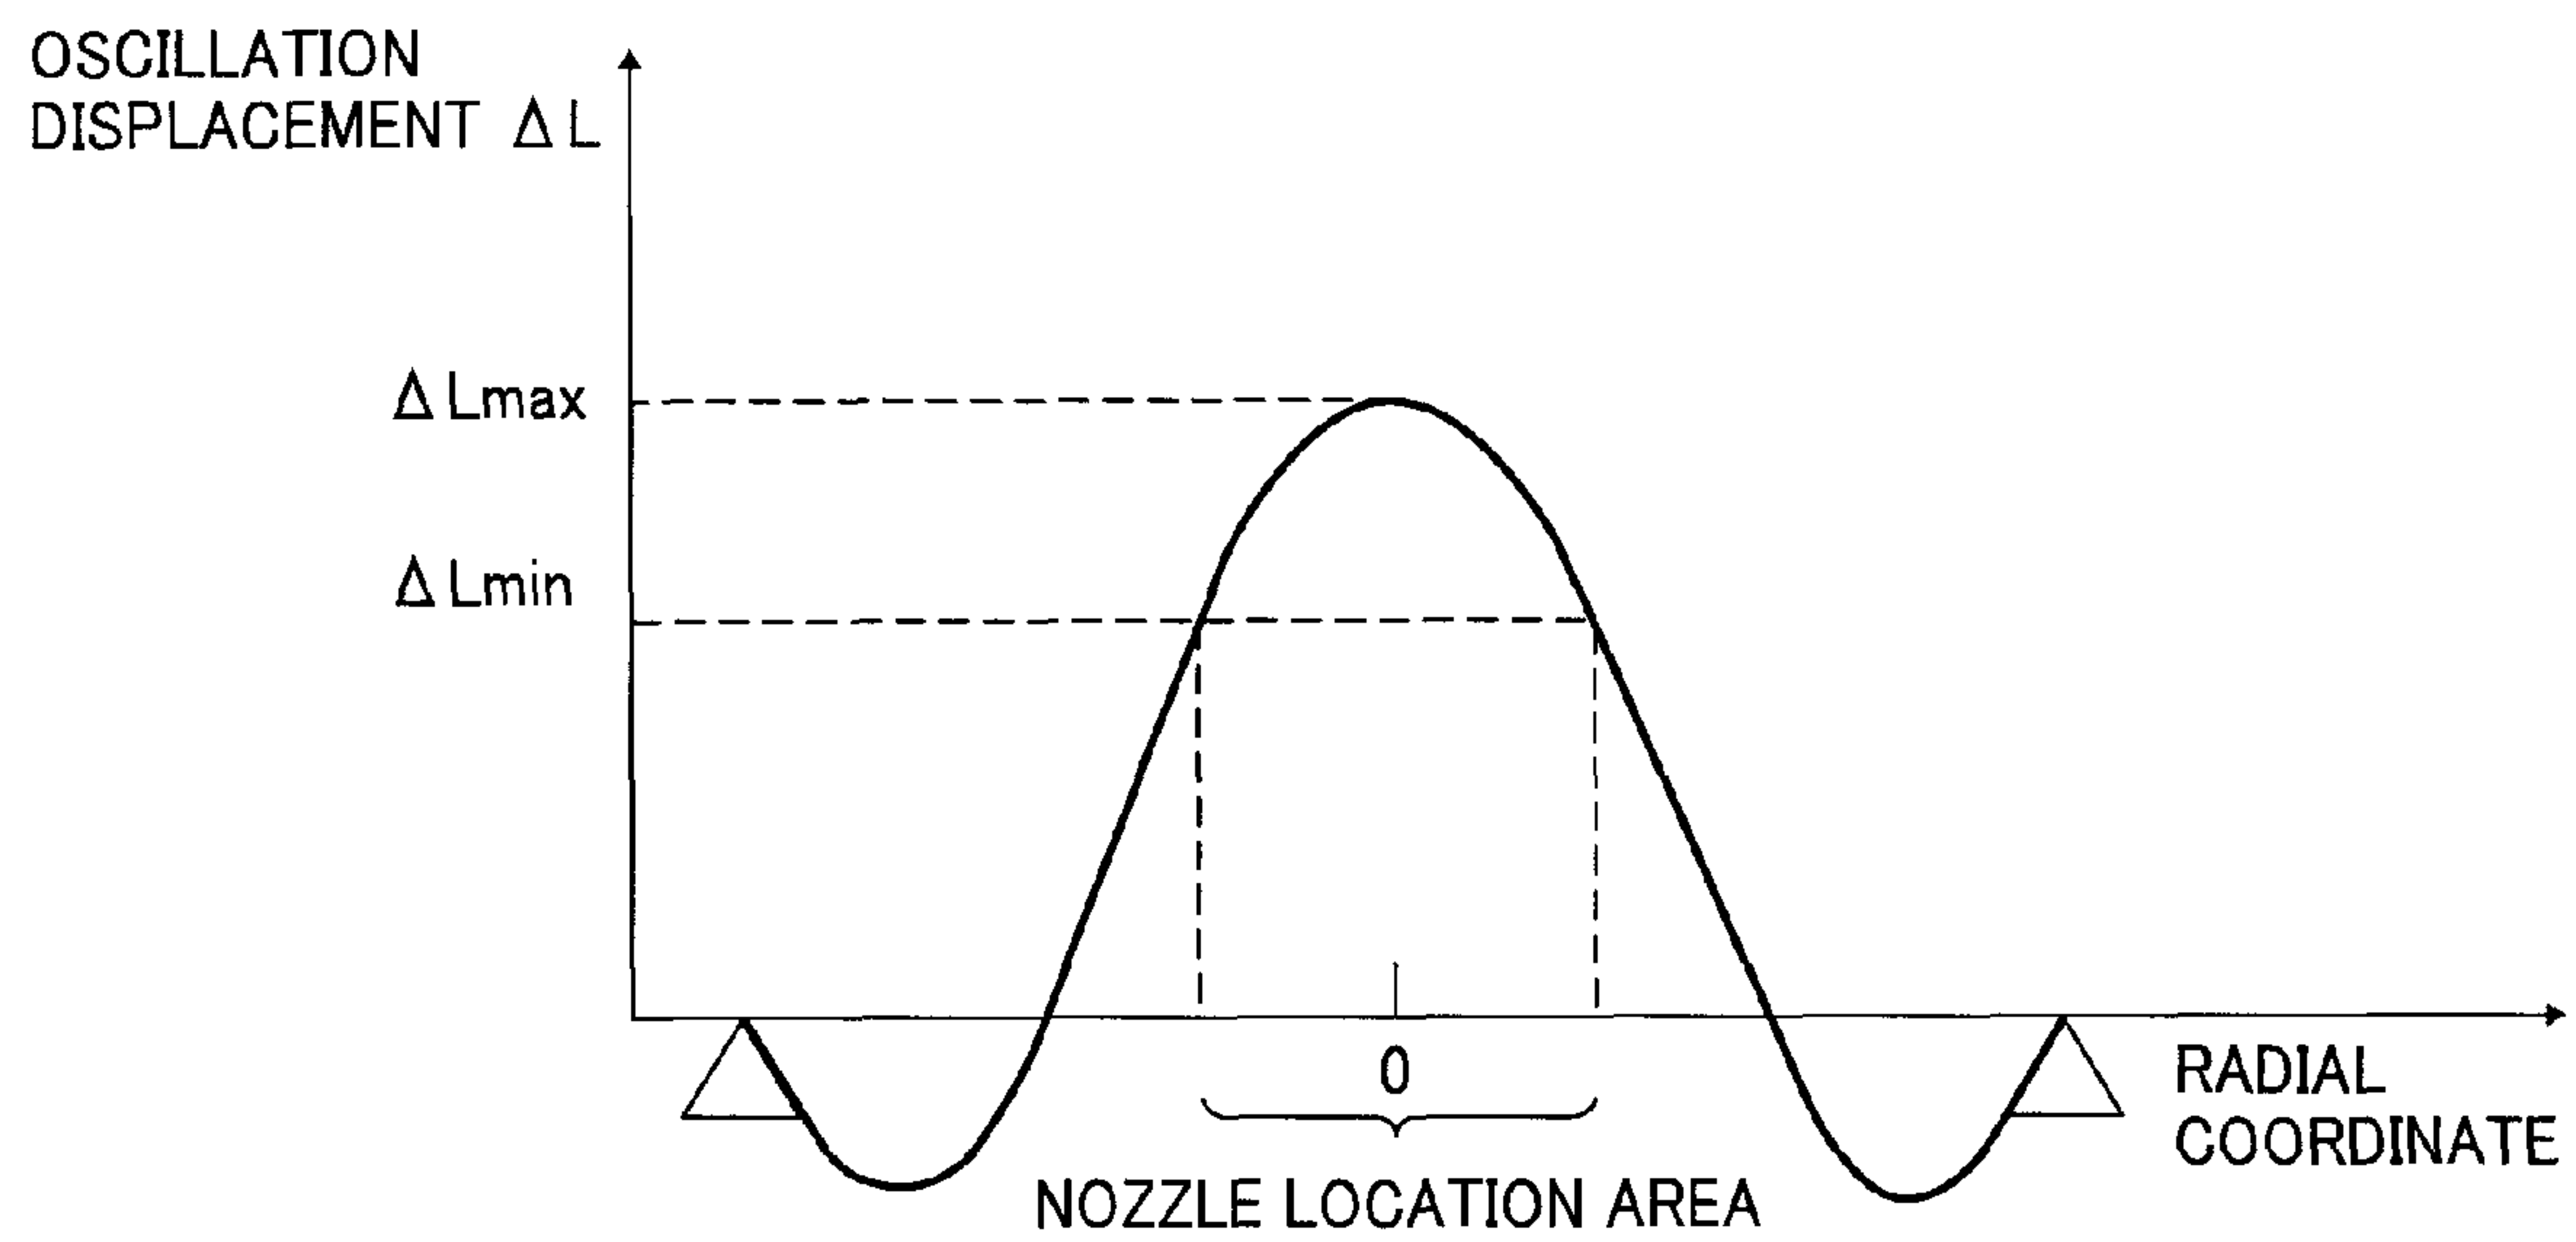 OSCILLATION
DISPLACEMENT ΔL
ΔLmax
ΔLmin
0
RADIAL
COORDINATE
NOZZLE LOCATION AREA